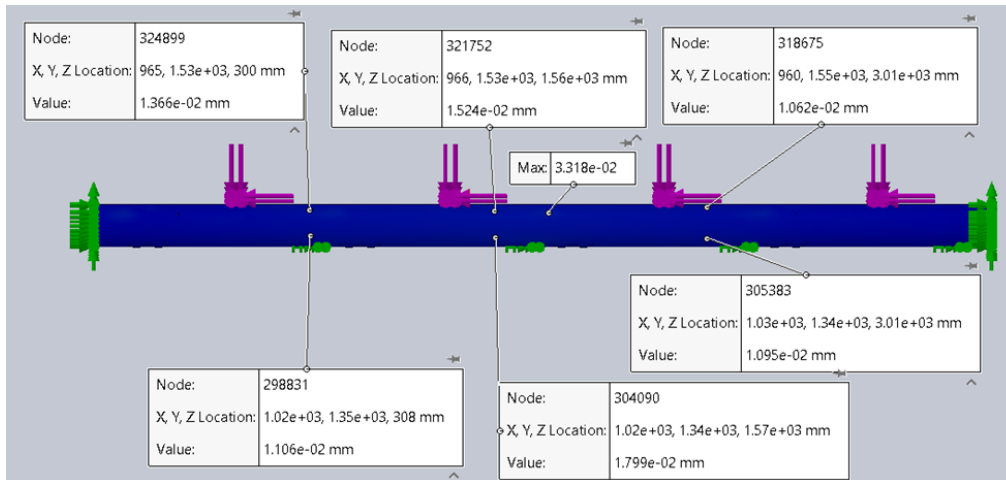 Node: 324899
X, Y, Z Location: 965, 1.53e+03, 300 mm
Value: 1.366e-02 mm
Node: 321752
X, Y, Z Location: 966, 1.53e+03, 1.56e+03 mm
Value: 1.524e-02 mm
Node: 318675
X, Y, Z Location: 960, 1.55e+03, 3.01e+03 mm
Value: 1.062e-02 mm
Max: 3.318e-02
Node: 305383
X, Y, Z Location: 1.03e+03, 1.34e+03, 3.01e+03 mm
Value: 1.095e-02 mm
Node: 298831
X, Y, Z Location: 1.02e+03, 1.35e+03, 308 mm
Value: 1.106e-02 mm
Node: 304090
X, Y, Z Location: 1.02e+03, 1.34e+03, 1.57e+03 mm
Value: 1.799e-02 mm